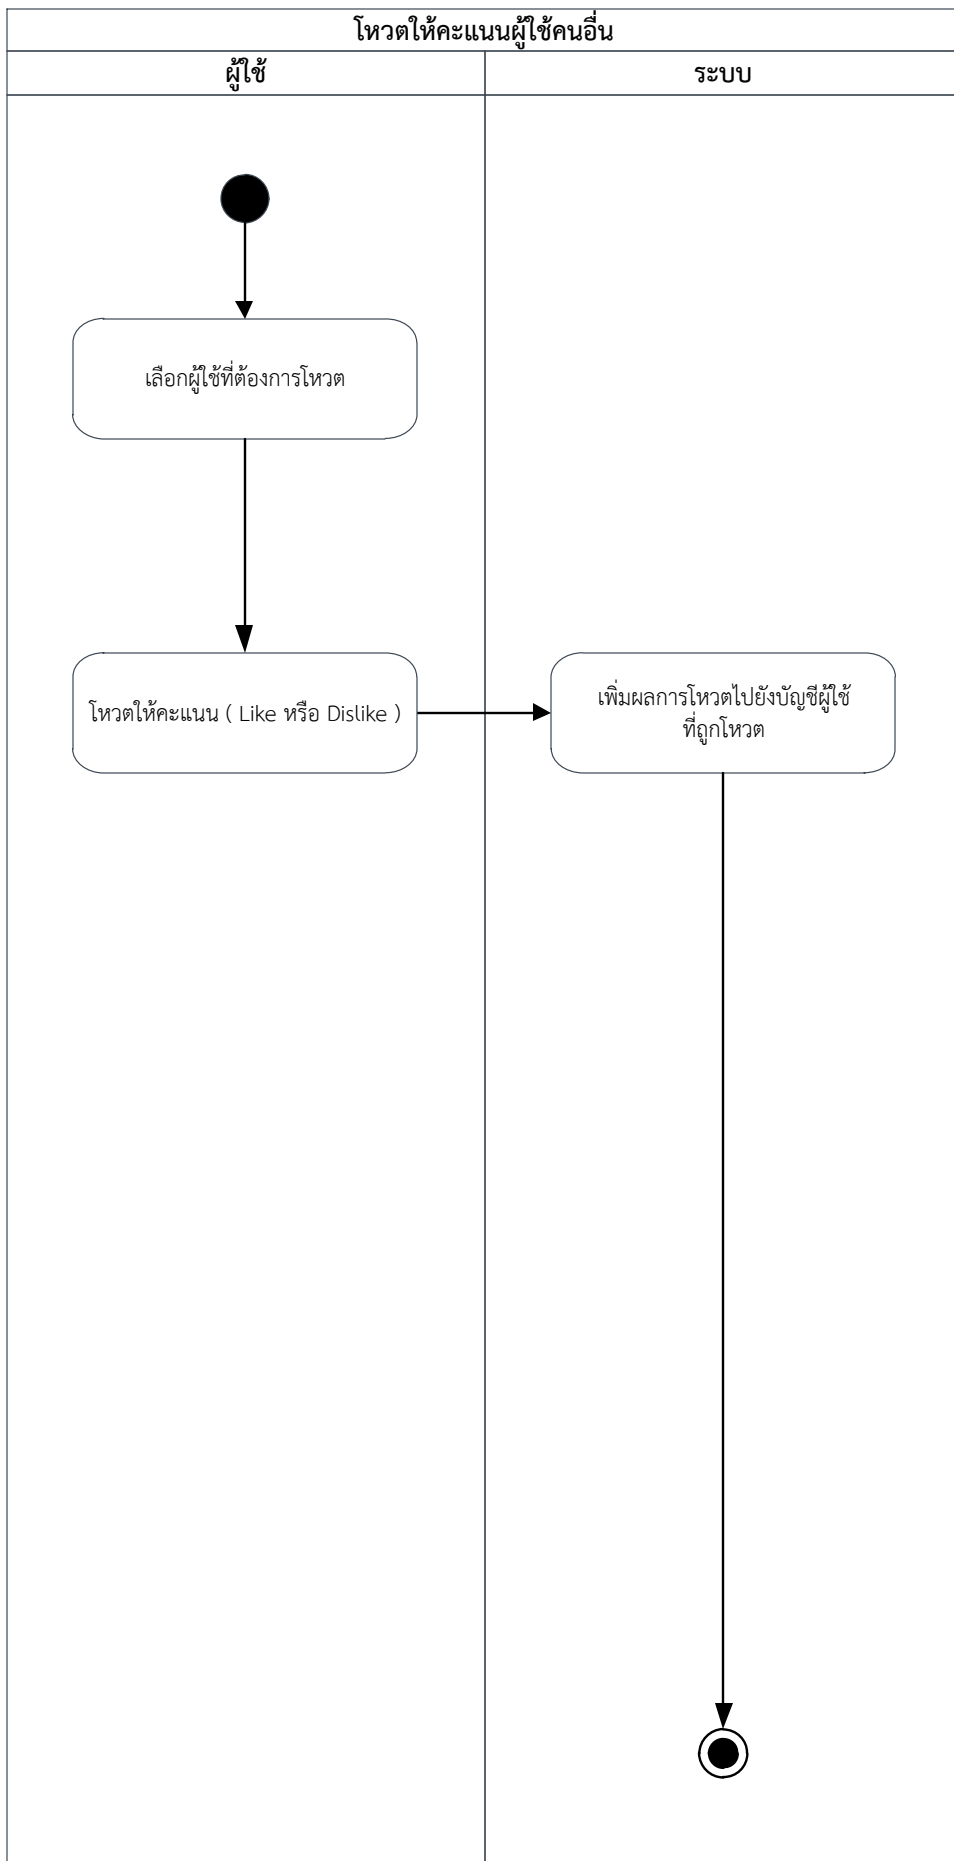 โหวตให้คะแนนผู้ใช้คนอื่น
ผู้ใช้
ระบบ
เลือกผู้ใช้ที่ต้องการโหวต
โหวตให้คะแนน ( Like หรือ Dislike )
เพิ่มผลการโหวตไปยังบัญชีผู้ใช้
ที่ถูกโหวต